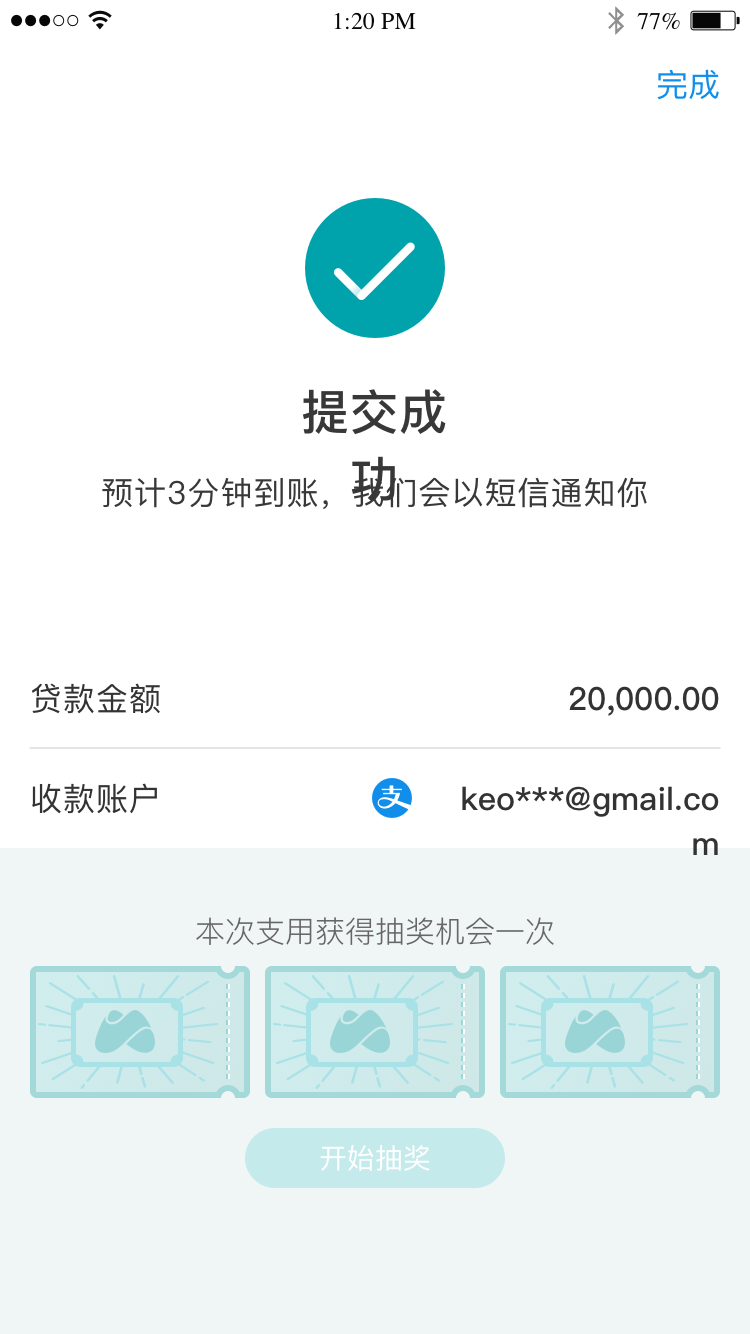 1:20 PM
77%
完成
提交成
功
预计3分钟到账，我们会以短信通知你
贷款金额
20,000.00
收款账户
支
keo***@gmail.co
m
本次支用获得抽奖机会一次
开始抽奖